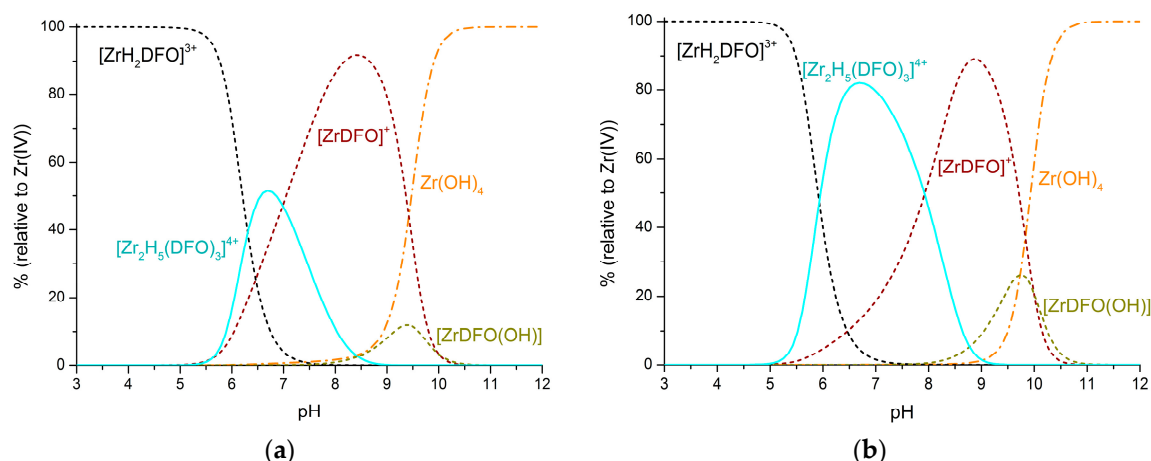 100
80
60
40
20
0
% (relative to Zr(IV))
[ZrH₂DFO]³⁺
[ZrDFO]⁺
Zr(OH)₄
[Zr₂H₅(DFO)₃]⁴⁺
[ZrDFO(OH)]
3 4 5 6 7 8 9 10 11 12
pH
(a)
100
80
60
40
20
0
% (relative to Zr(IV))
[ZrH₂DFO]³⁺
[Zr₂H₅(DFO)₃]⁴⁺
[ZrDFO]⁺
Zr(OH)₄
[ZrDFO(OH)]
3 4 5 6 7 8 9 10 11 12
pH
(b)